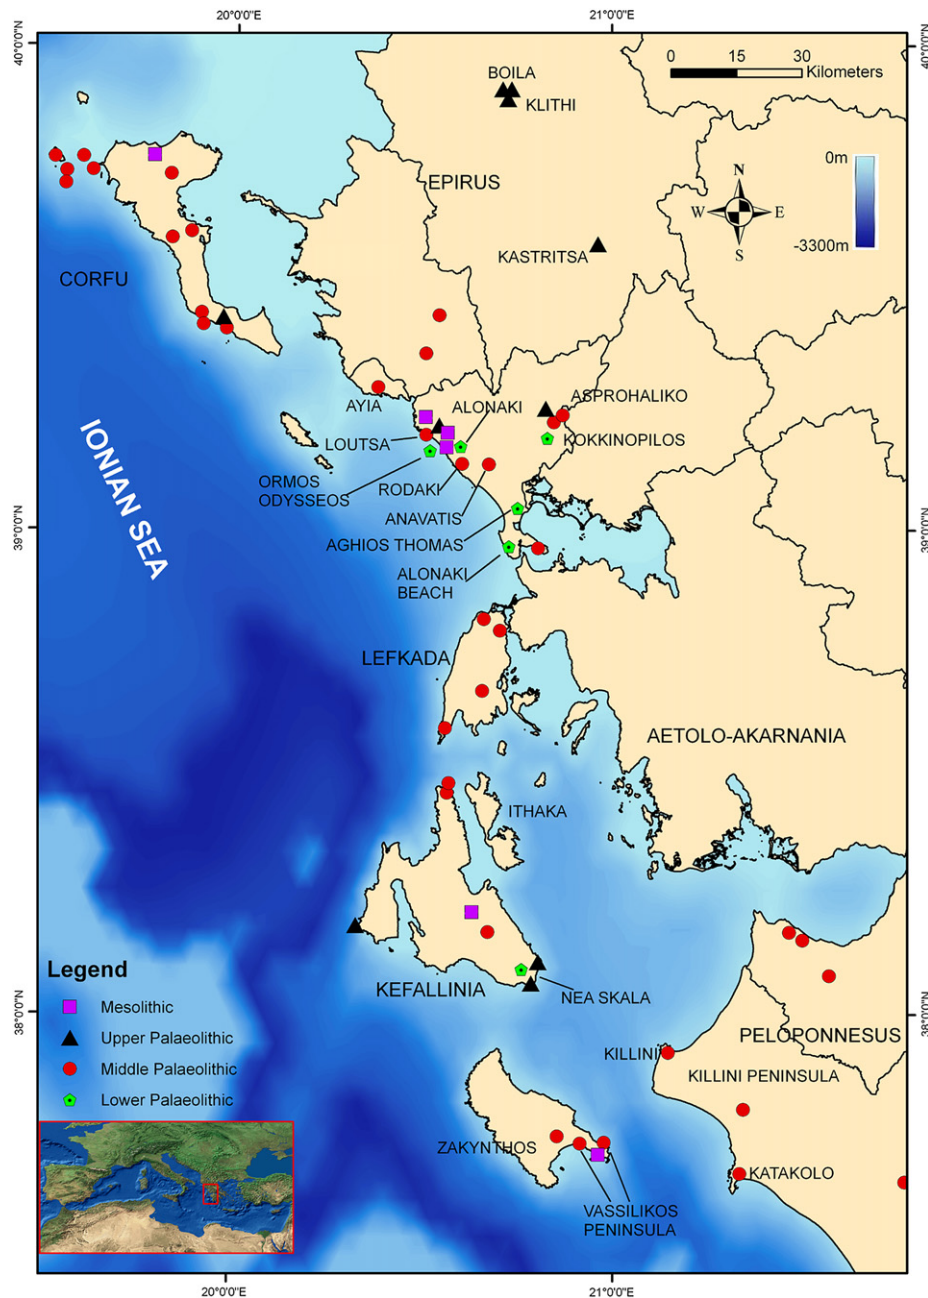 20°0'0"E
21°0'0"E
40°0'0"N
40°0'0"N
0
15
30
Kilometers
BOILA
KLITHI
0m
-3300m
N
W
E
S
EPIRUS
KASTRITSA
CORFU
AYIA
ALONAKI
ASPROHALIKO
LOUTSA
KOKKINOPILOS
ORMOS
ODYSSEOS
RODAKI
ANAVATIS
IONIAN SEA
39°0'0"N
39°0'0"N
AGHIOS THOMAS
ALONAKI
BEACH
LEFKADA
AETOLO-AKARNANIA
ITHAKA
KEFALLINIA
NEA SKALA
38°0'0"N
38°0'0"N
Legend
Mesolithic
Upper Palaeolithic
Middle Palaeolithic
Lower Palaeolithic
PELOPONNESUS
KILLINI
KILLINI PENINSULA
ZAKYNTHOS
KATAKOLO
VASSILIKOS
PENINSULA
20°0'0"E
21°0'0"E